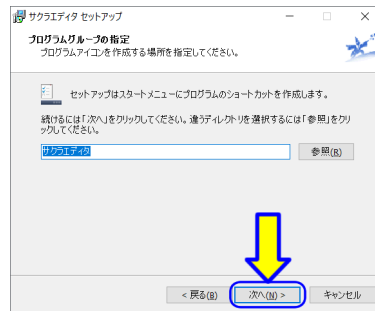 サクラエディタ セットアップ
プログラムグループの指定
プログラムアイコンを作成する場所を指定してください。
セットアップはスタートメニューにプログラムのショートカットを作成します。
続けるには「次へ」をクリックしてください。違うディレクトリを選択するには「参照」をクリ
ックしてください。
サクラエディタ
参照(R)
< 戻る(B)
次へ(N) >
キャンセル